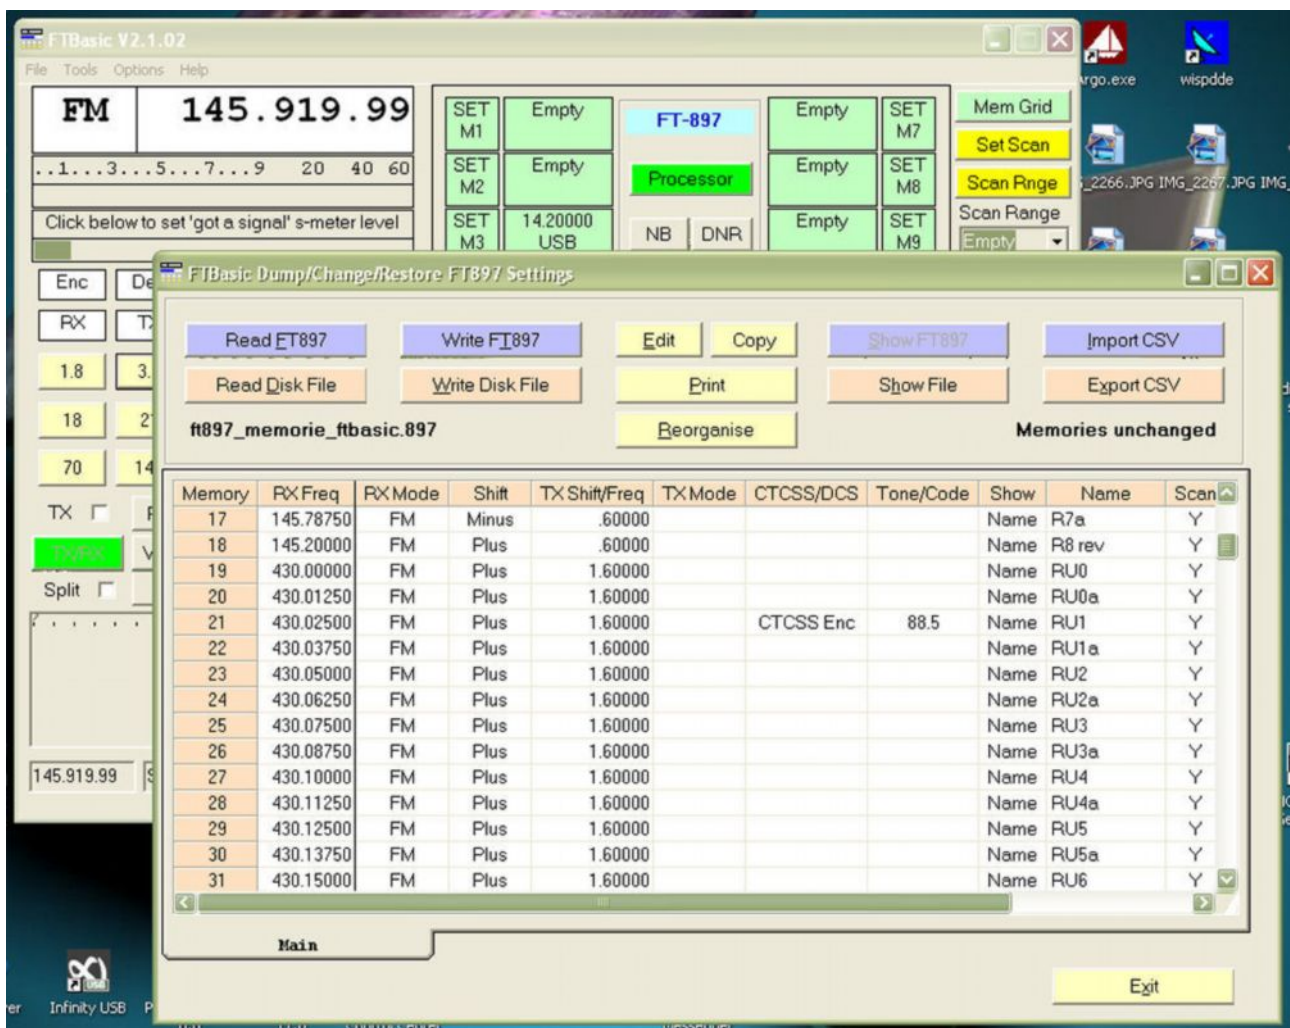 FTBasic V2.1.02
File Tools Options Help
FM 145.919.99
..1...3...5...7...9 20 40 60
Click below to set 'got a signal' s-meter level
SET M1 Empty
SET M2 Empty
SET M3 14.20000 USB
FT-897
Processor
NB DNR
Empty SET M7
Empty SET M8
Empty SET M9
Mem Grid
Set Scan
Scan Rnge
Scan Range
Empty
Argo.exe wispdde
_2266.JPG IMG_2267.JPG IMG_
Enc
RX
1.8 3.
18
70 14
TX
TX/RX
Split
145.919.99
FTBasic Dump/Change/Restore FT897 Settings
Read FT897 Write FT897 Edit Copy Show FT897 Import CSV
Read Disk File Write Disk File Print Show File Export CSV
ft897_memorie_ftbasic.897 Reorganise Memories unchanged
Memory RX Freq RX Mode Shift TX Shift/Freq TX Mode CTCSS/DCS Tone/Code Show Name Scan
17 145.78750 FM Minus .60000 Name R7a Y
18 145.20000 FM Plus .60000 Name R8 rev Y
19 430.00000 FM Plus 1.60000 Name RU0 Y
20 430.01250 FM Plus 1.60000 Name RU0a Y
21 430.02500 FM Plus 1.60000 CTCSS Enc 88.5 Name RU1 Y
22 430.03750 FM Plus 1.60000 Name RU1a Y
23 430.05000 FM Plus 1.60000 Name RU2 Y
24 430.06250 FM Plus 1.60000 Name RU2a Y
25 430.07500 FM Plus 1.60000 Name RU3 Y
26 430.08750 FM Plus 1.60000 Name RU3a Y
27 430.10000 FM Plus 1.60000 Name RU4 Y
28 430.11250 FM Plus 1.60000 Name RU4a Y
29 430.12500 FM Plus 1.60000 Name RU5 Y
30 430.13750 FM Plus 1.60000 Name RU5a Y
31 430.15000 FM Plus 1.60000 Name RU6 Y
Main
Exit
Infinity USB